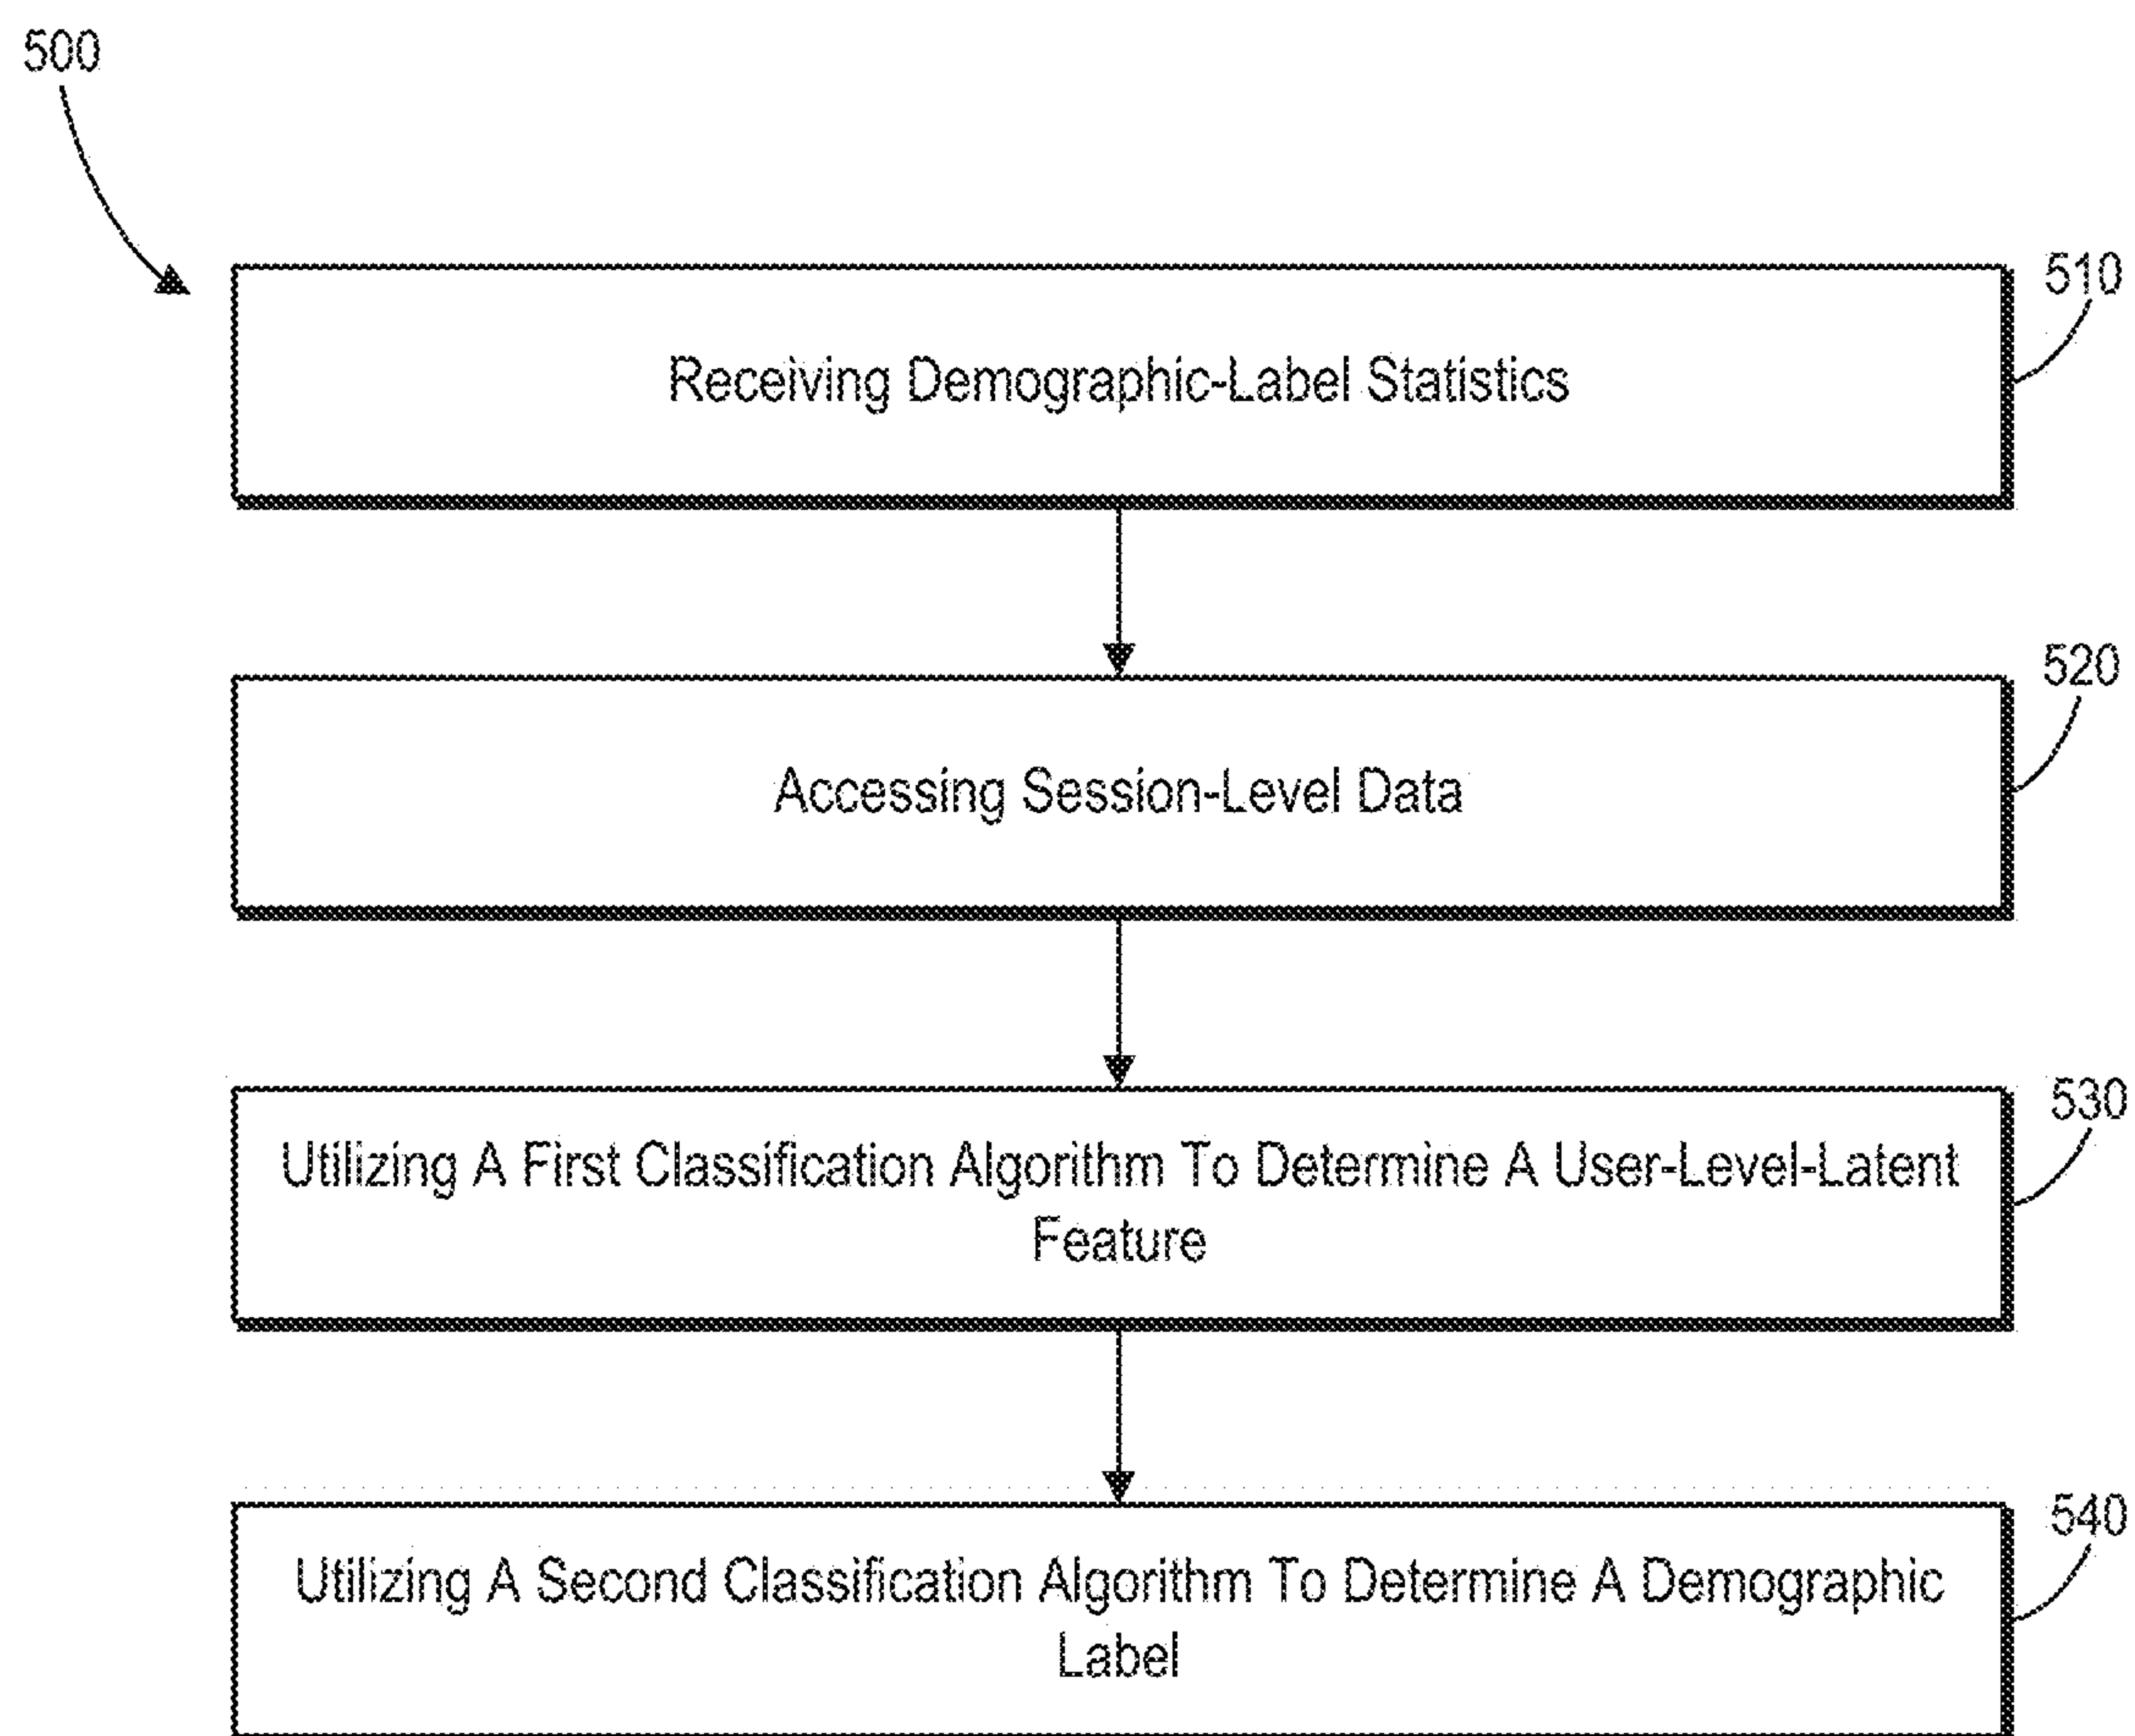 500
510
Receiving Demographic-Label Statistics
520
Accessing Session-Level Data
530
Utilizing A First Classification Algorithm To Determine A User-Level-Latent
Feature
540
Utilizing A Second Classification Algorithm To Determine A Demographic
Label